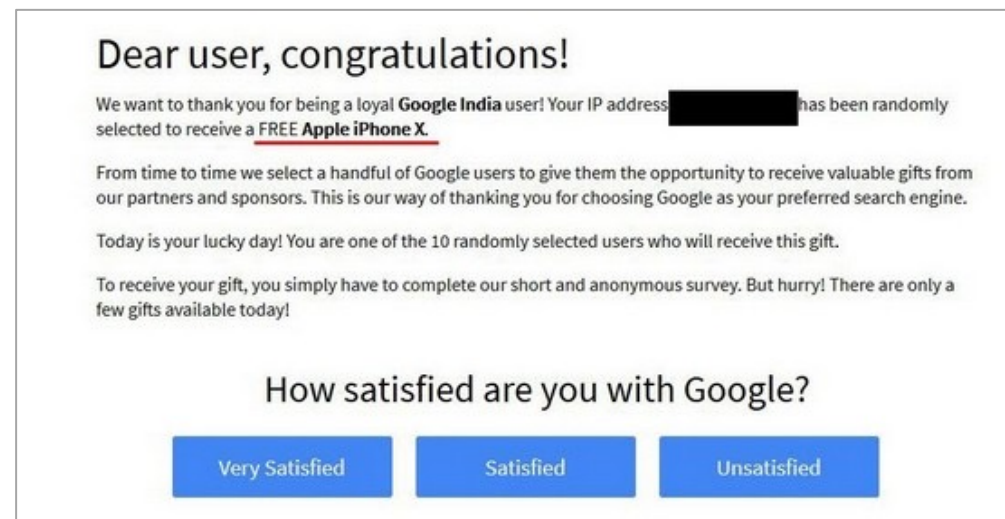 Dear user, congratulations!
We want to thank you for being a loyal Google India user! Your IP address has been randomly
selected to receive a FREE Apple iPhone X.
From time to time we select a handful of Google users to give them the opportunity to receive valuable gifts from
our partners and sponsors. This is our way of thanking you for choosing Google as your preferred search engine.
Today is your lucky day! You are one of the 10 randomly selected users who will receive this gift.
To receive your gift, you simply have to complete our short and anonymous survey. But hurry! There are only a
few gifts available today!
How satisfied are you with Google?
Very Satisfied
Satisfied
Unsatisfied